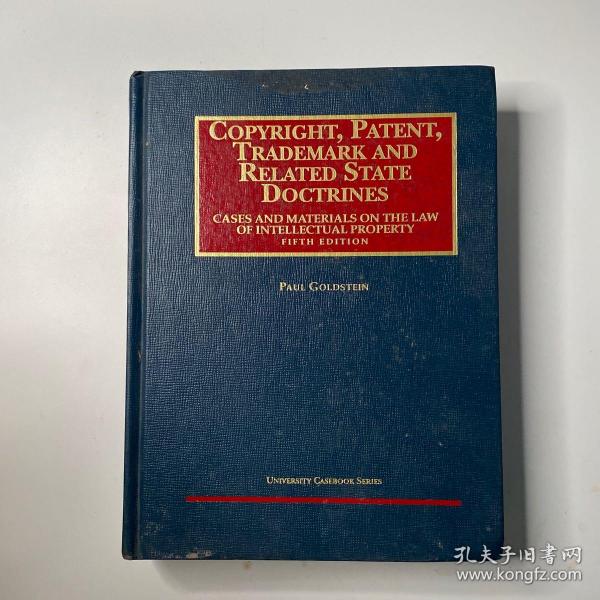 COPYRIGHT, PATENT,
TRADEMARK AND
RELATED STATE
DOCTRINES
CASES AND MATERIALS ON THE LAW
OF INTELLECTUAL PROPERTY
FIFTH EDITION
PAUL GOLDSTEIN
UNIVERSITY CASEBOOK SERIES
孔夫子旧書网
www.kongfz.com